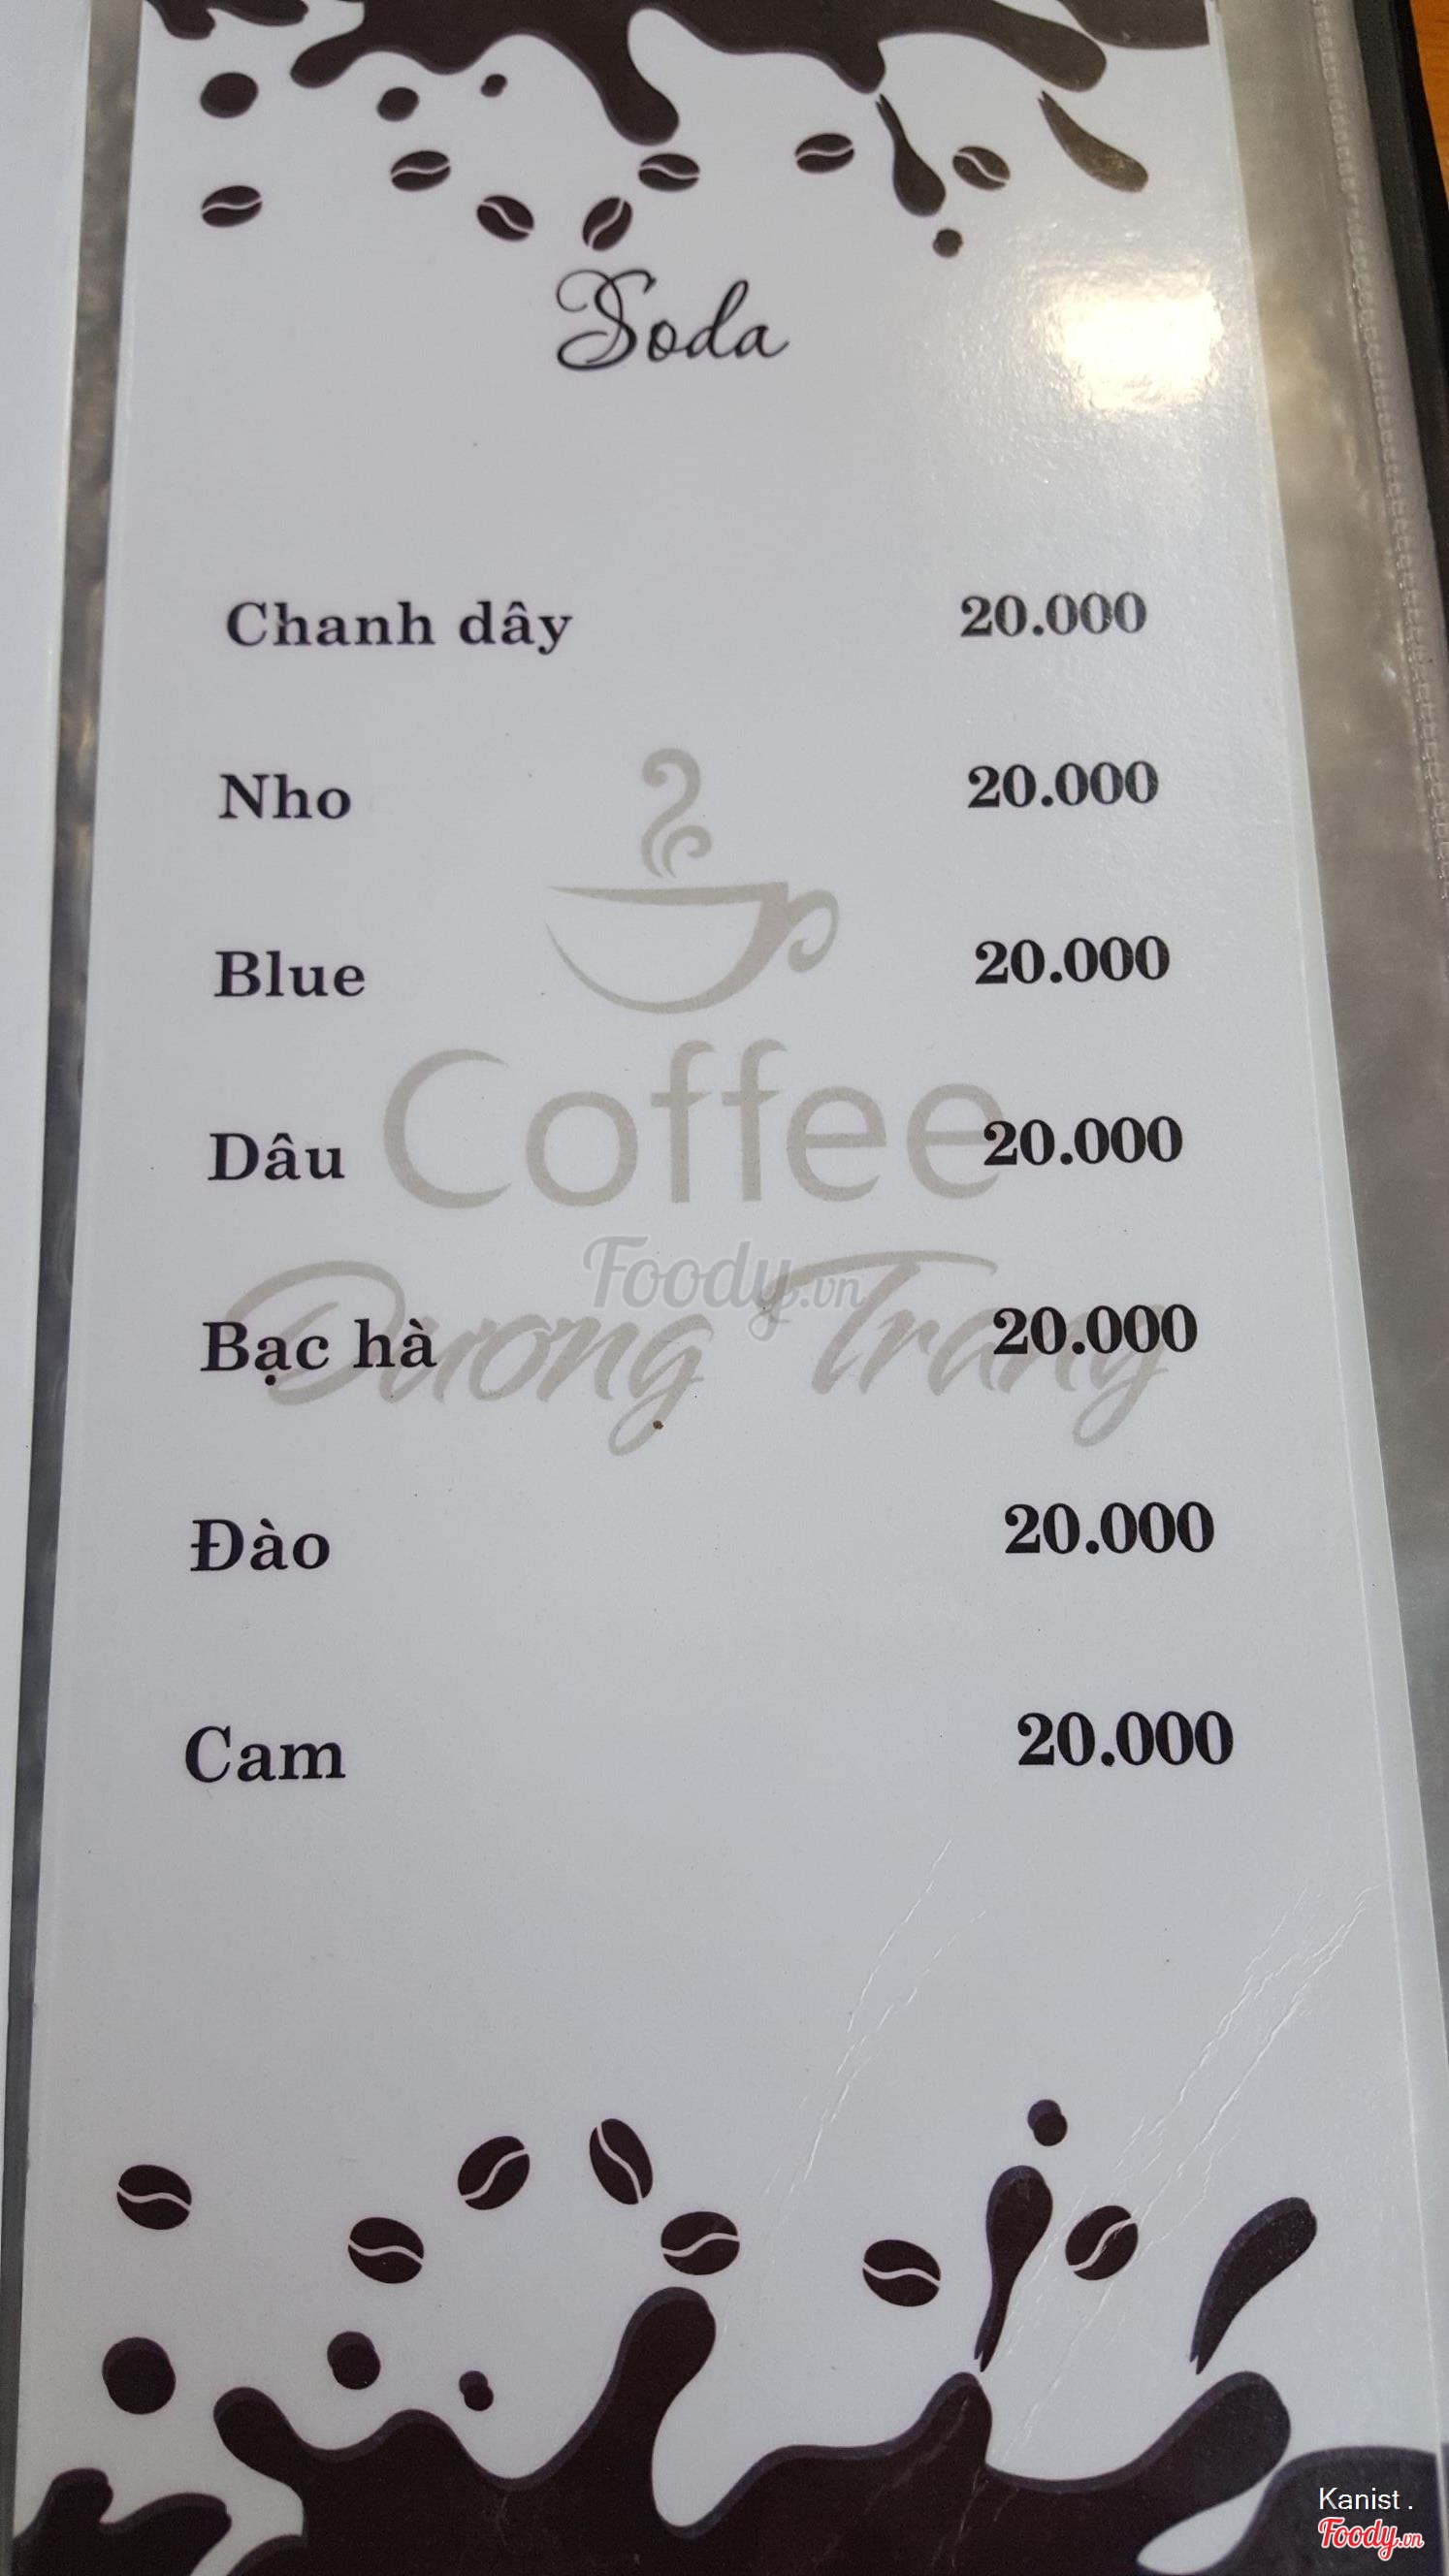 Soda
Chanh dây 20.000
Nho 20.000
Blue 20.000
Coffee
Dâu 20.000
Foody.vn
Dương Trang
Bạc hà 20.000
Đào 20.000
Cam 20.000
Kanist .
Foody.vn